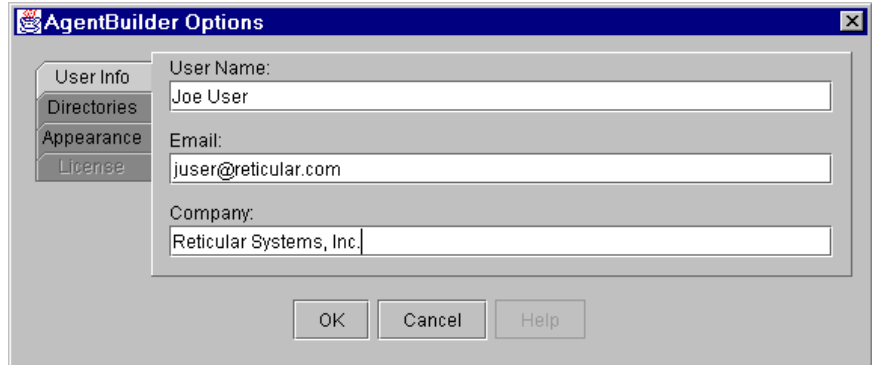 AgentBuilder Options
User Info
Directories
Appearance
License
User Name:
Joe User
Email:
juser@reticular.com
Company:
Reticular Systems, Inc.
OK Cancel Help